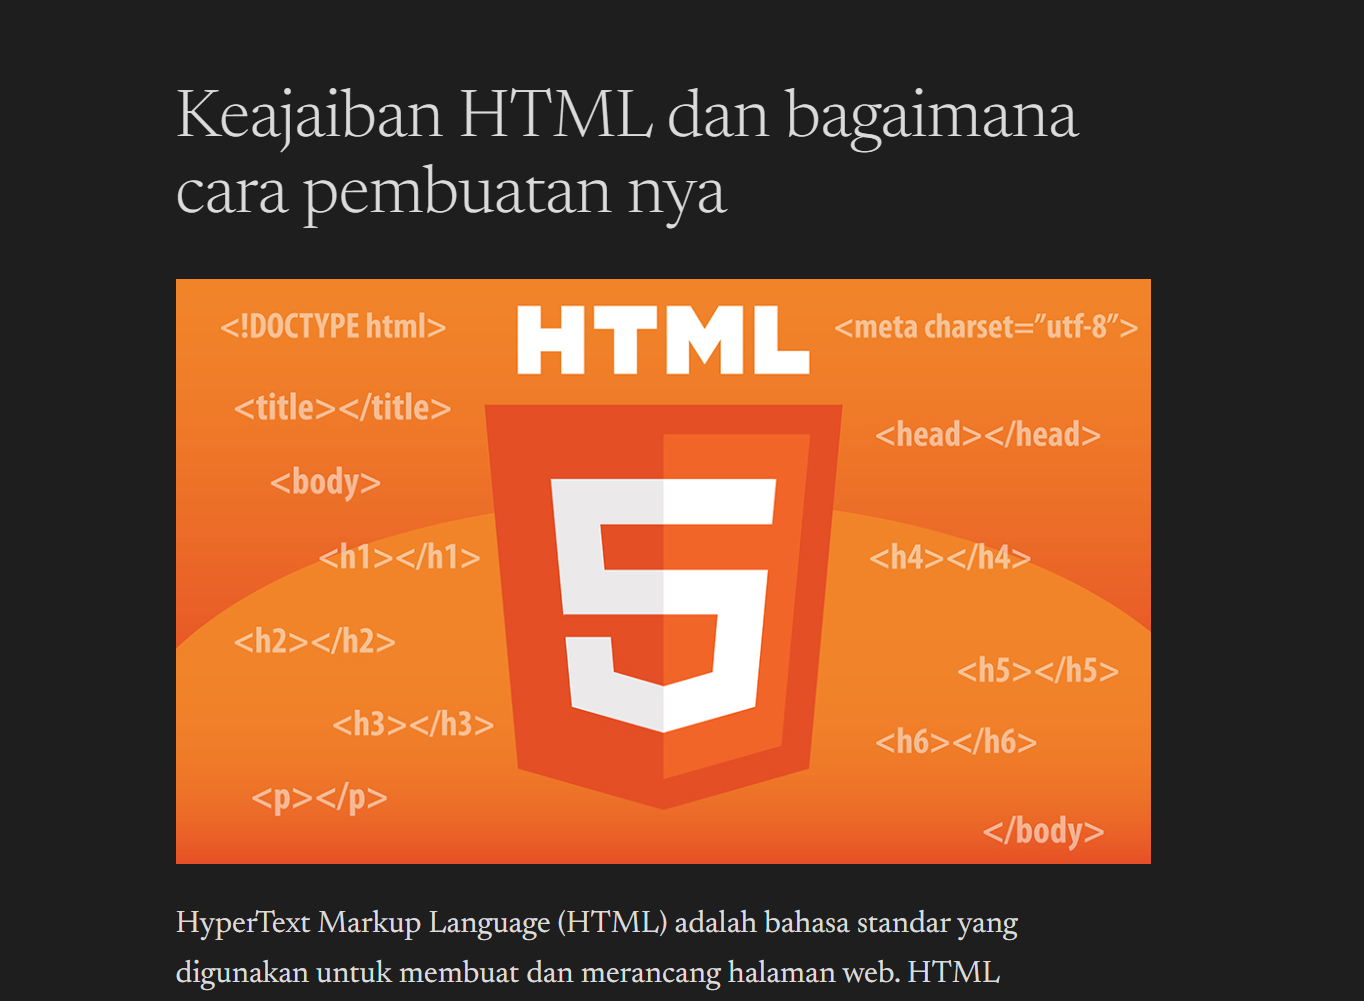 Keajaiban HTML dan bagaimana
cara pembuatan nya
HTML
<!DOCTYPE html>
<meta charset=”utf-8”>
<title></title>
<head></head>
<body>
<h1></h1>
<h4></h4>
<h2></h2>
<h5></h5>
<h3></h3>
<h6></h6>
<p></p>
</body>
5
HyperText Markup Language (HTML) adalah bahasa standar yang
digunakan untuk membuat dan merancang halaman web. HTML